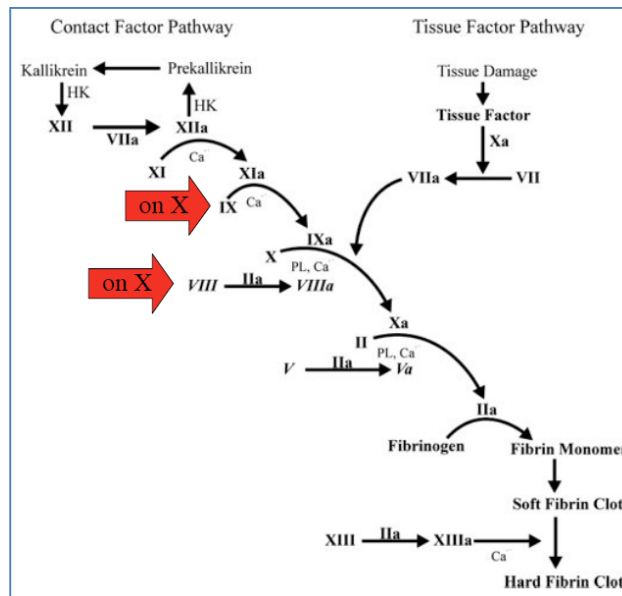 Contact Factor Pathway
Tissue Factor Pathway
Kallikrein
Prekallikrein
HK
HK
XII
VIIa
XIIa
Ca¨
XI
XIa
Tissue Damage
Tissue Factor
Xa
VIIa
VII
on X
IX
Ca¨
IXa
X
PL, Ca¨
on X
VIII
IIa
VIIIa
Xa
II
PL, Ca¨
V
IIa
Va
IIa
Fibrinogen
Fibrin Monomer
Soft Fibrin Clot
XIII
IIa
XIIIa
Ca¨
Hard Fibrin Clot